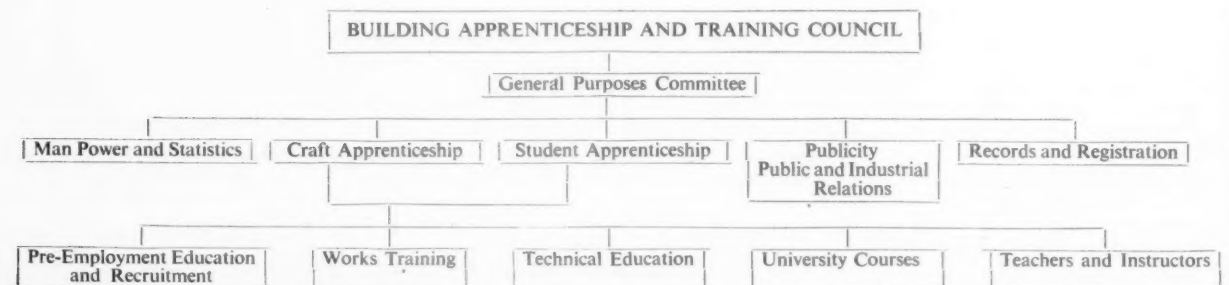 BUILDING APPRENTICESHIP AND TRAINING COUNCIL
General Purposes Committee
Man Power and Statistics
Craft Apprenticeship
Student Apprenticeship
Publicity
Public and Industrial
Relations
Records and Registration
Pre-Employment Education
and Recruitment
Works Training
Technical Education
University Courses
Teachers and Instructors